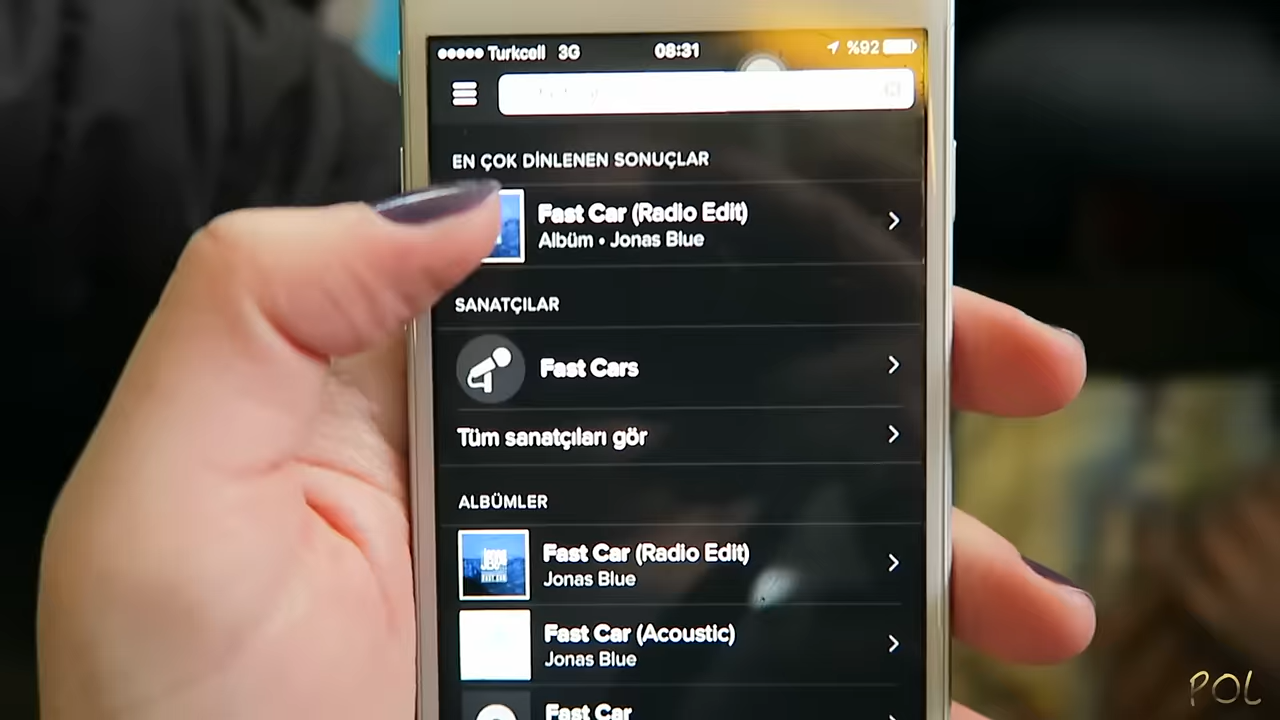 ●●●●● Turkcell 3G 08:31 %92
EN ÇOK DİNLENEN SONUÇLAR
Fast Car (Radio Edit)
Albüm • Jonas Blue
SANATÇILAR
Fast Cars
Tüm sanatçıları gör
ALBÜMLER
Fast Car (Radio Edit)
Jonas Blue
Fast Car (Acoustic)
Jonas Blue
Fast Car
POL